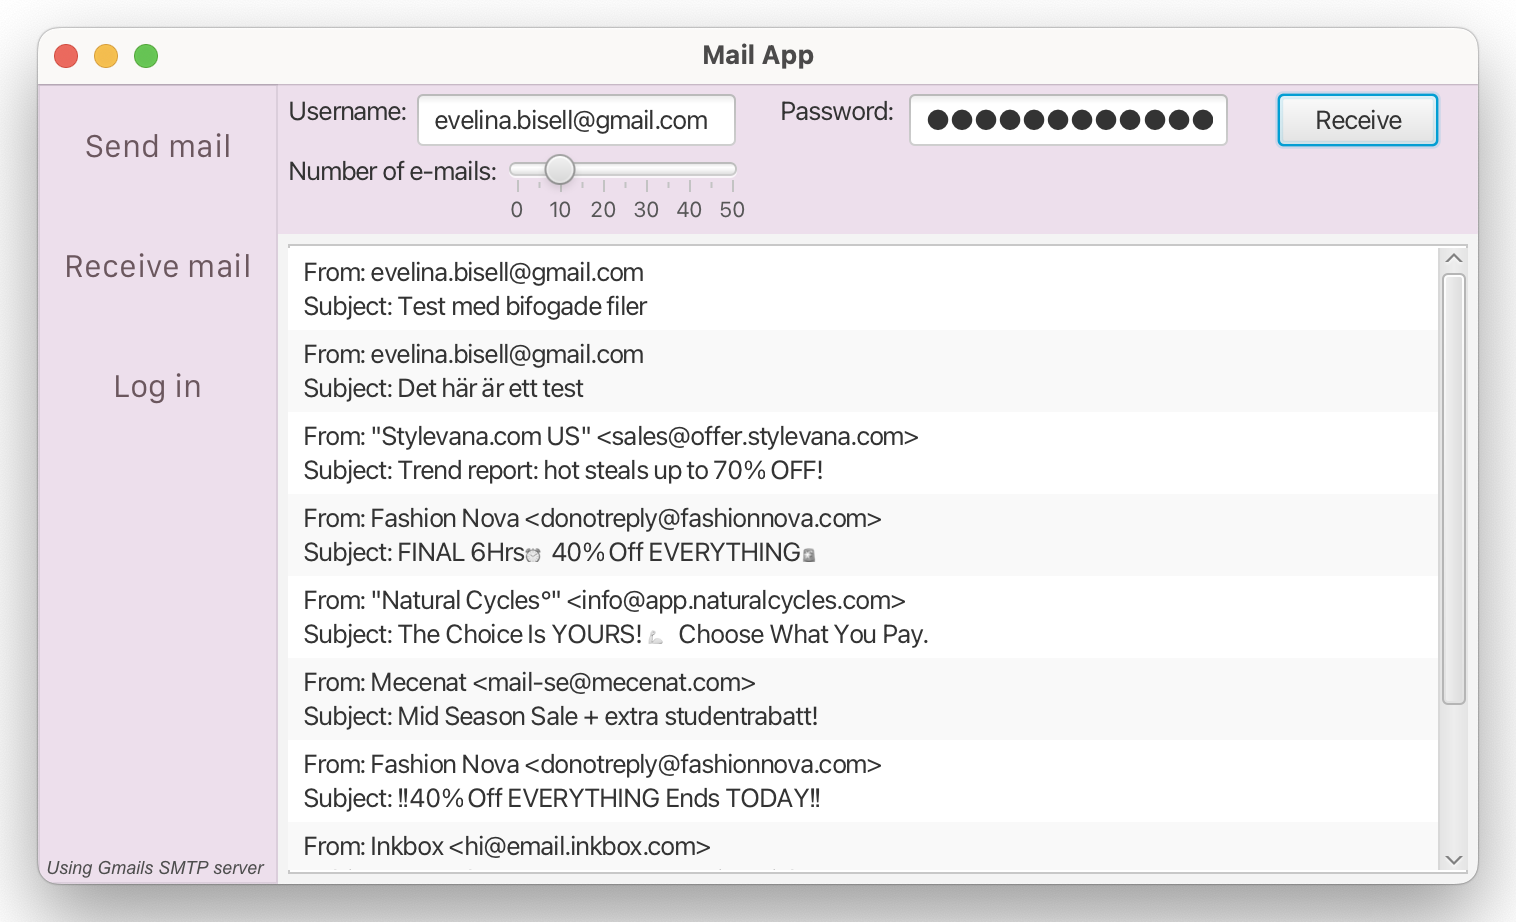 Mail App
Send mail
Receive mail
Log in
Using Gmails SMTP server
Username: evelina.bisell@gmail.com Password: ●●●●●●●●●●●● Receive
Number of e-mails:
0 10 20 30 40 50
From: evelina.bisell@gmail.com
Subject: Test med bifogade filer
From: evelina.bisell@gmail.com
Subject: Det här är ett test
From: "Stylevana.com US" <sales@offer.stylevana.com>
Subject: Trend report: hot steals up to 70% OFF!
From: Fashion Nova <donotreply@fashionnova.com>
Subject: FINAL 6Hrs⏰ 40% Off EVERYTHING🚨
From: "Natural Cycles°" <info@app.naturalcycles.com>
Subject: The Choice Is YOURS! 💪 Choose What You Pay.
From: Mecenat <mail-se@mecenat.com>
Subject: Mid Season Sale + extra studentrabatt!
From: Fashion Nova <donotreply@fashionnova.com>
Subject: ‼40% Off EVERYTHING Ends TODAY‼
From: Inkbox <hi@email.inkbox.com>